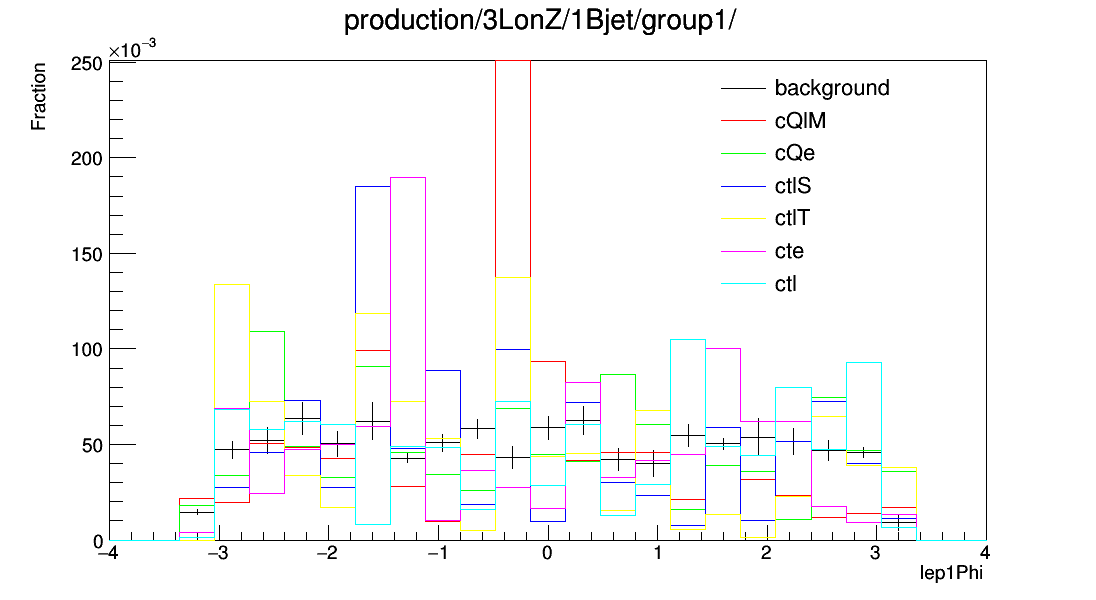 production/3LonZ/1Bjet/group1/
×10⁻³
Fraction
250
200
150
100
50
0
background
cQlM
cQe
ctlS
ctlT
cte
ctl
−4 −3 −2 −1 0 1 2 3 4
lep1Phi